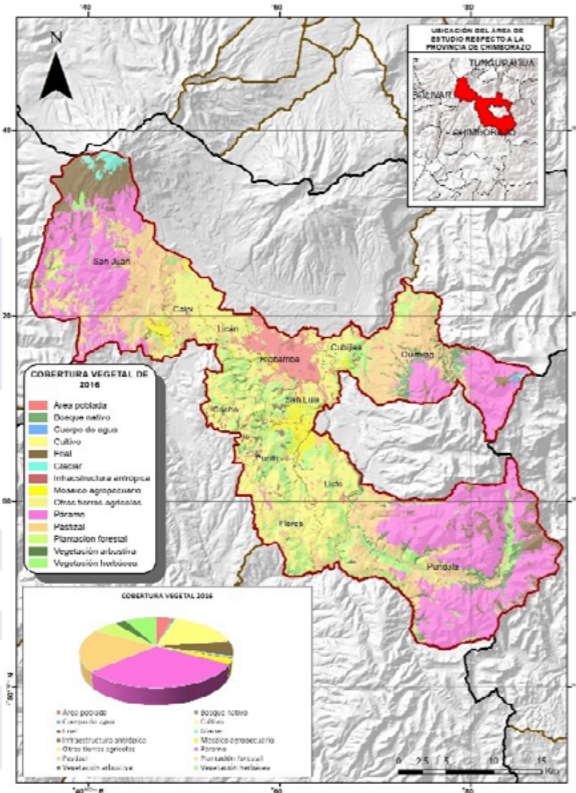 UBICACIÓN DEL ÁREA DE
ESTUDIO RESPECTO A LA
PROVINCIA DE CHIMBORAZO
TUNGURAHUA
BOLIVAR
CHIMBORAZO
N
40
San Juan
Calpi
20
Licán
Riobamba
Cubijíes
Quimiag
San Luis
Cacha
Punín
Licto
Flores
Pungalá
COBERTURA VEGETAL DE
2016
Área poblada
Bosque nativo
Cuerpo de agua
Cultivo
Erial
Glaciar
Infraestructura antrópica
Mosaico agropecuario
Otras tierras agrícolas
Páramo
Pastizal
Plantacion forestal
Vegetación arbustiva
Vegetación herbácea
COBERTURA VEGETAL 2016
Área poblada
Bosque nativo
Cuerpo de agua
Cultivo
Erial
Glaciar
Infraestructura antrópica
Mosaico agropecuario
Otras tierras agrícolas
Páramo
Pastizal
Plantación forestal
Vegetación arbustiva
Vegetación herbácea
0 2,5 5 10 15
Km